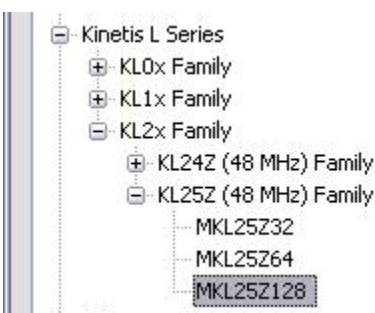 Kinetis L Series
KL0x Family
KL1x Family
KL2x Family
KL24Z (48 MHz) Family
KL25Z (48 MHz) Family
MKL25Z32
MKL25Z64
MKL25Z128